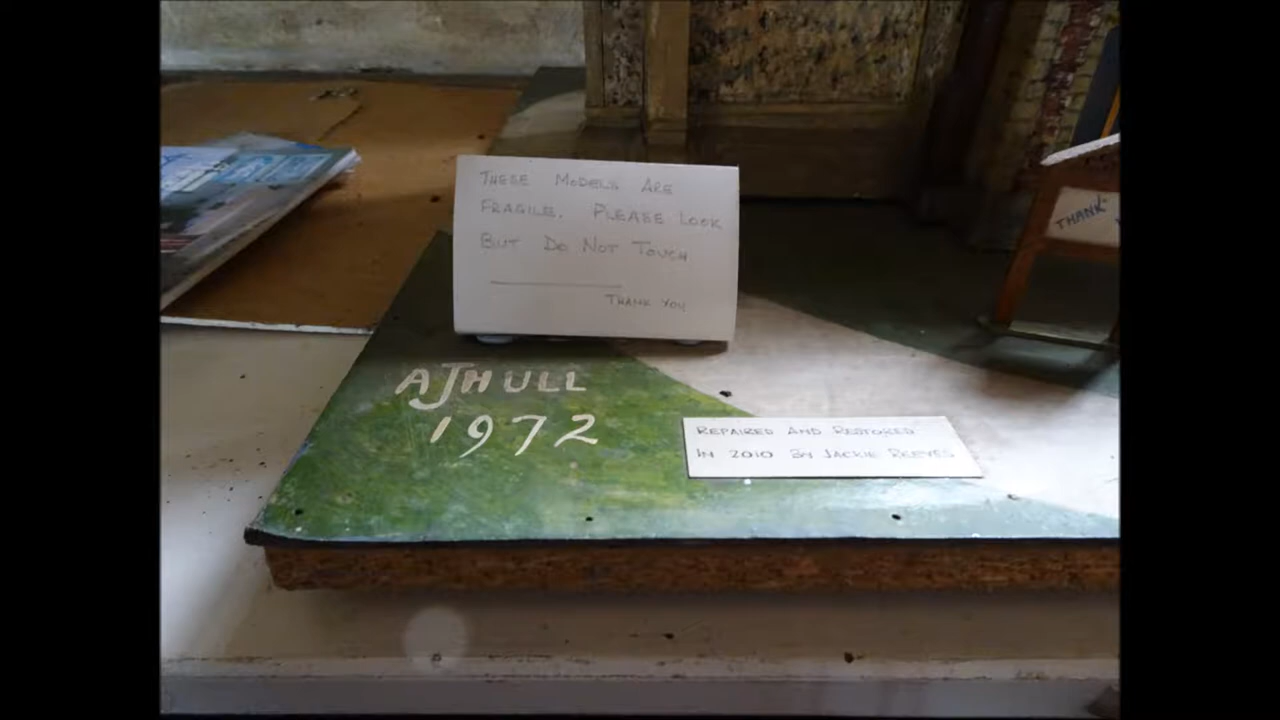 THESE MODELS ARE
FRAGILE. PLEASE LOOK
BUT DO NOT TOUCH
THANK YOU
THANK
AJHULL
1972
REPAIRED AND RESTORED
IN 2010 BY JACKIE REEVES